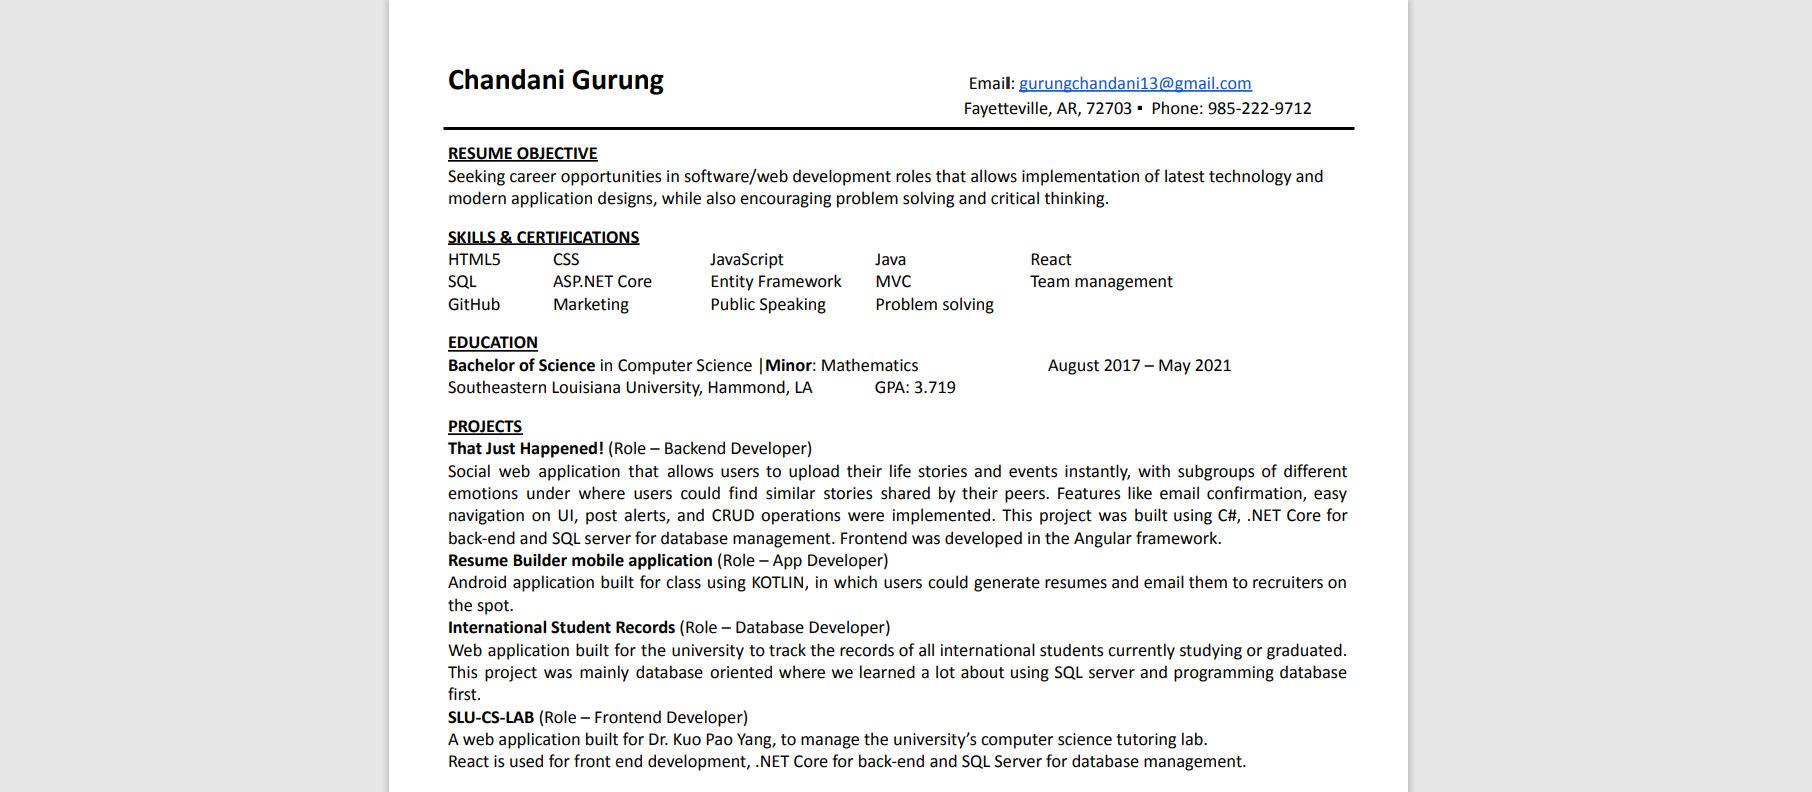 Chandani Gurung
Email: gurungchandani13@gmail.com
Fayetteville, AR, 72703 ▪ Phone: 985-222-9712
RESUME OBJECTIVE
Seeking career opportunities in software/web development roles that allows implementation of latest technology and
modern application designs, while also encouraging problem solving and critical thinking.
SKILLS & CERTIFICATIONS
HTML5 CSS JavaScript Java React
SQL ASP.NET Core Entity Framework MVC Team management
GitHub Marketing Public Speaking Problem solving
EDUCATION
Bachelor of Science in Computer Science |Minor: Mathematics August 2017 – May 2021
Southeastern Louisiana University, Hammond, LA GPA: 3.719
PROJECTS
That Just Happened! (Role – Backend Developer)
Social web application that allows users to upload their life stories and events instantly, with subgroups of different
emotions under where users could find similar stories shared by their peers. Features like email confirmation, easy
navigation on UI, post alerts, and CRUD operations were implemented. This project was built using C#, .NET Core for
back-end and SQL server for database management. Frontend was developed in the Angular framework.
Resume Builder mobile application (Role – App Developer)
Android application built for class using KOTLIN, in which users could generate resumes and email them to recruiters on
the spot.
International Student Records (Role – Database Developer)
Web application built for the university to track the records of all international students currently studying or graduated.
This project was mainly database oriented where we learned a lot about using SQL server and programming database
first.
SLU-CS-LAB (Role – Frontend Developer)
A web application built for Dr. Kuo Pao Yang, to manage the university’s computer science tutoring lab.
React is used for front end development, .NET Core for back-end and SQL Server for database management.